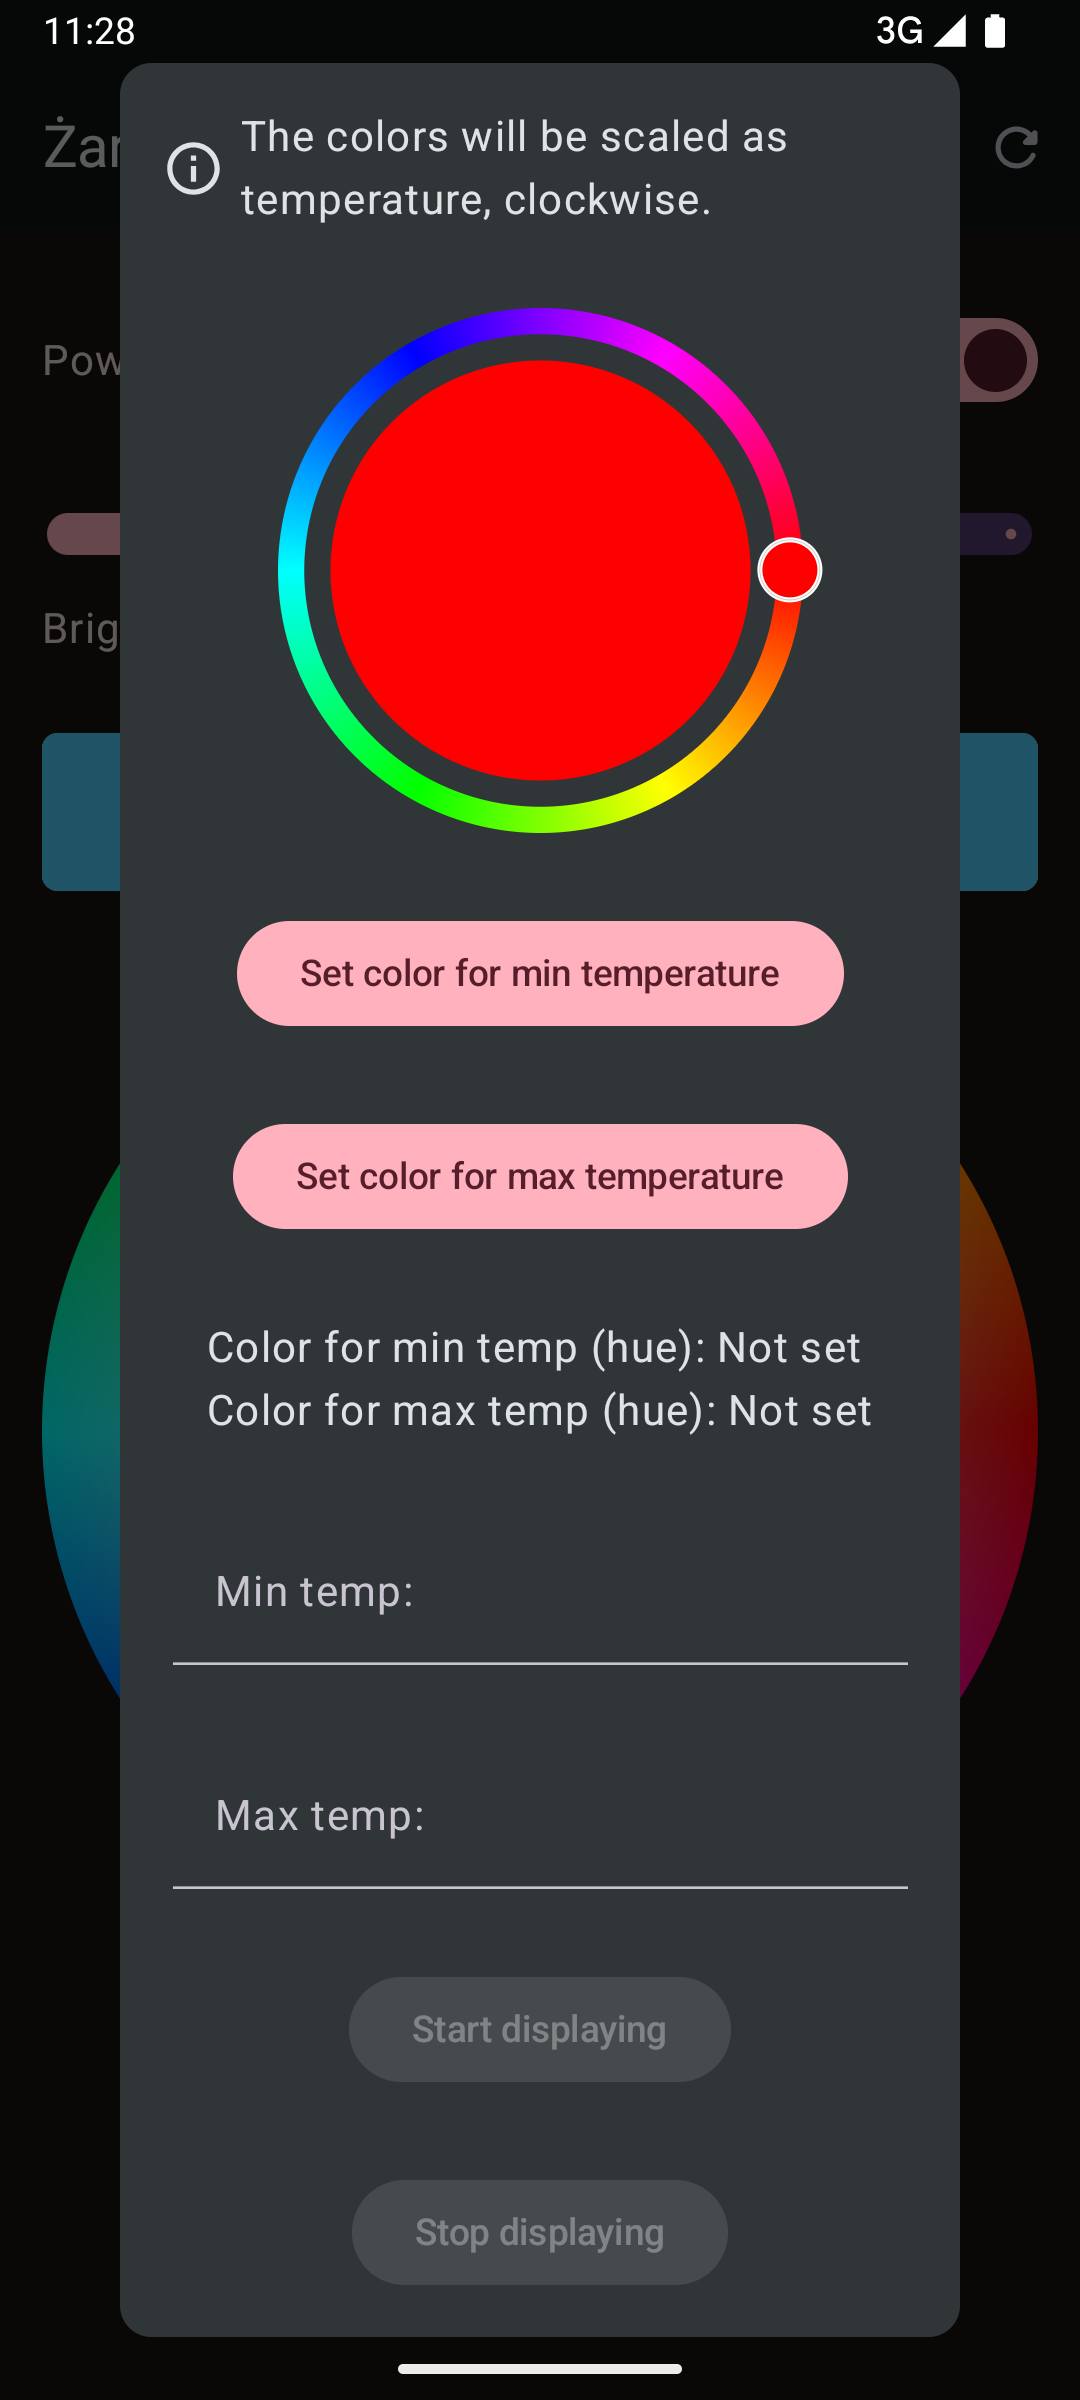 11:28
3G
Żar
The colors will be scaled as
temperature, clockwise.
Pow
Brig
Set color for min temperature
Set color for max temperature
Color for min temp (hue): Not set
Color for max temp (hue): Not set
Min temp:
Max temp:
Start displaying
Stop displaying